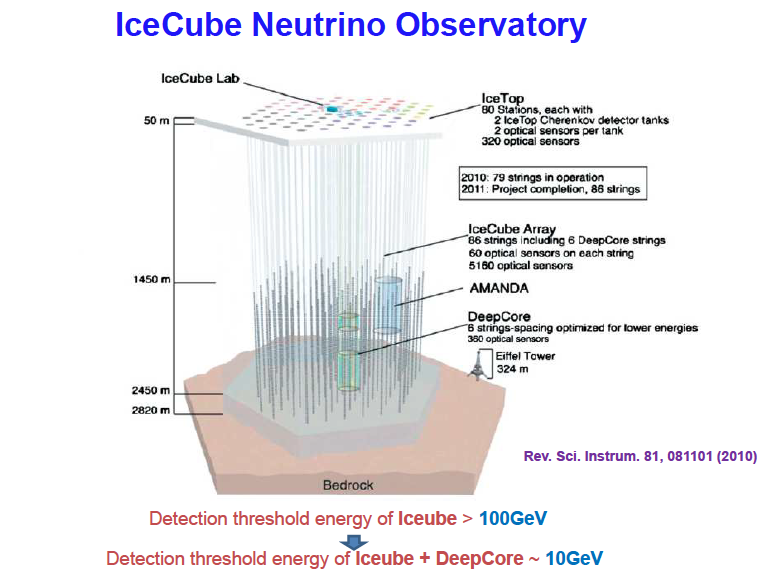 IceCube Neutrino Observatory
IceCube Lab
IceTop
80 Stations, each with
2 IceTop Cherenkov detector tanks
2 optical sensors per tank
320 optical sensors
50 m
2010: 79 strings in operation
2011: Project completion, 86 strings
IceCube Array
86 strings including 6 DeepCore strings
60 optical sensors on each string
5160 optical sensors
1450 m
AMANDA
DeepCore
6 strings-spacing optimized for lower energies
360 optical sensors
Eiffel Tower
324 m
2450 m
2820 m
Rev. Sci. Instrum. 81, 081101 (2010)
Bedrock
Detection threshold energy of Iceube > 100GeV
Detection threshold energy of Iceube + DeepCore ~ 10GeV